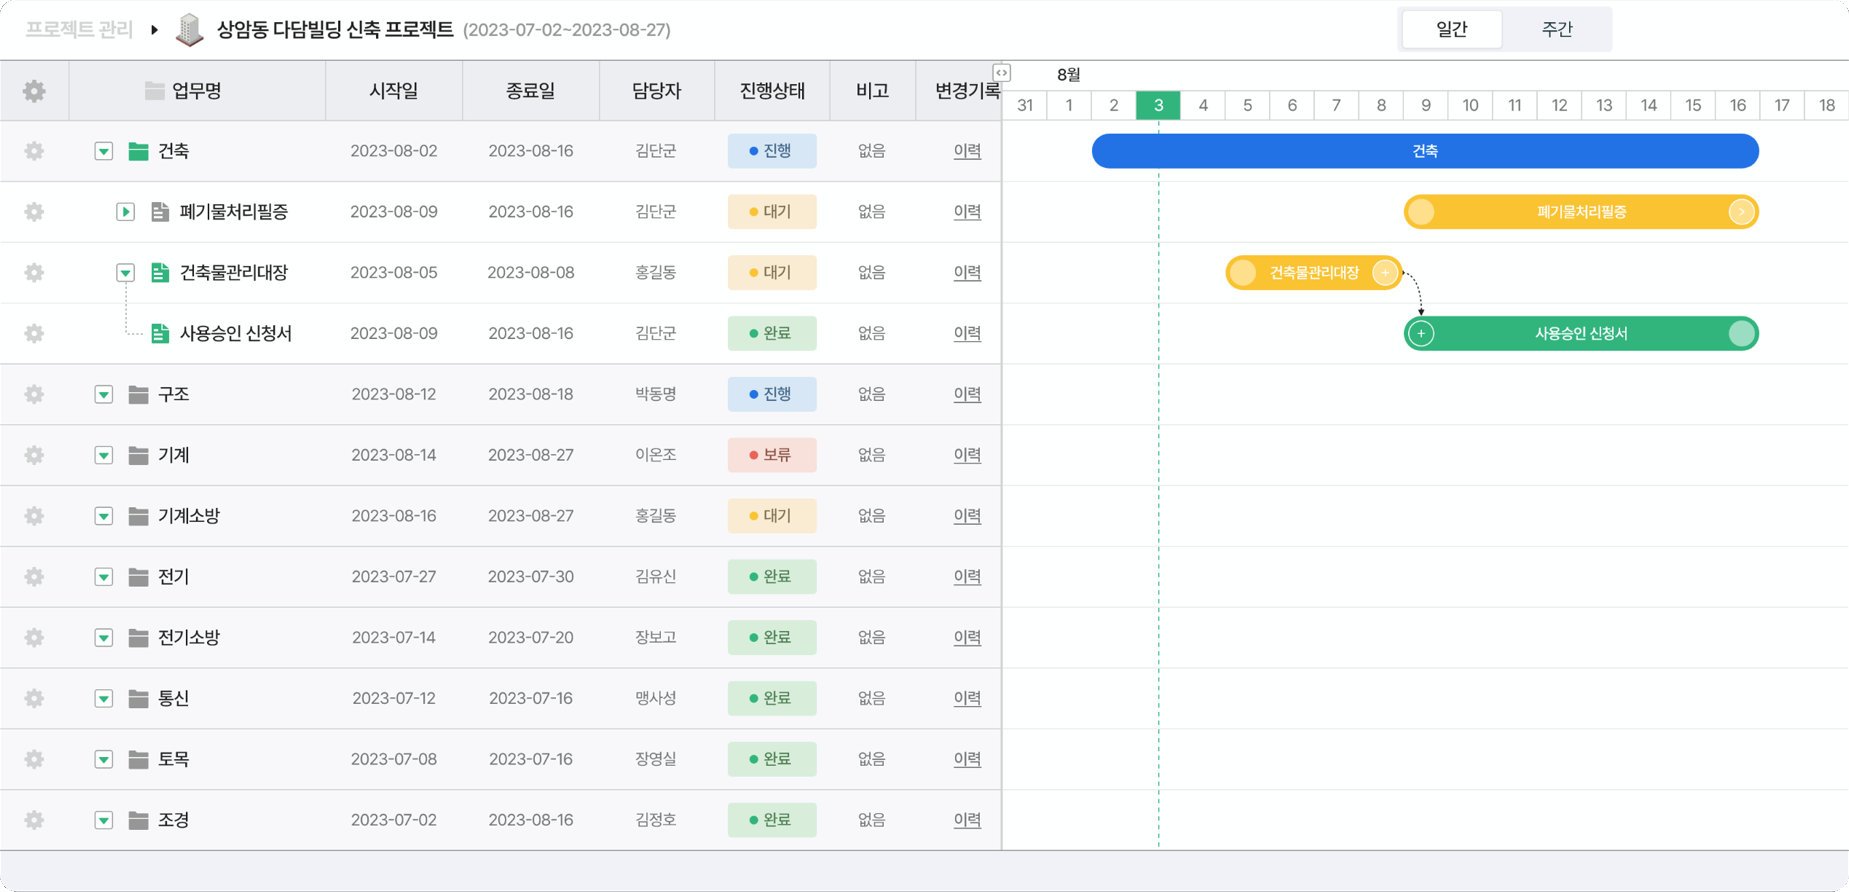 프로젝트 관리 상암동 다담빌딩 신축 프로젝트 (2023-07-02~2023-08-27) 일간 주간
업무명 시작일 종료일 담당자 진행상태 비고 변경기록 8월
31 1 2 3 4 5 6 7 8 9 10 11 12 13 14 15 16 17 18
건축 2023-08-02 2023-08-16 김단군 진행 없음 이력 건축
폐기물처리필증 2023-08-09 2023-08-16 김단군 대기 없음 이력 폐기물처리필증
건축물관리대장 2023-08-05 2023-08-08 홍길동 대기 없음 이력 건축물관리대장
사용승인 신청서 2023-08-09 2023-08-16 김단군 완료 없음 이력 사용승인 신청서
구조 2023-08-12 2023-08-18 박동명 진행 없음 이력
기계 2023-08-14 2023-08-27 이온조 보류 없음 이력
기계소방 2023-08-16 2023-08-27 홍길동 대기 없음 이력
전기 2023-07-27 2023-07-30 김유신 완료 없음 이력
전기소방 2023-07-14 2023-07-20 장보고 완료 없음 이력
통신 2023-07-12 2023-07-16 맹사성 완료 없음 이력
토목 2023-07-08 2023-07-16 장영실 완료 없음 이력
조경 2023-07-02 2023-08-16 김정호 완료 없음 이력